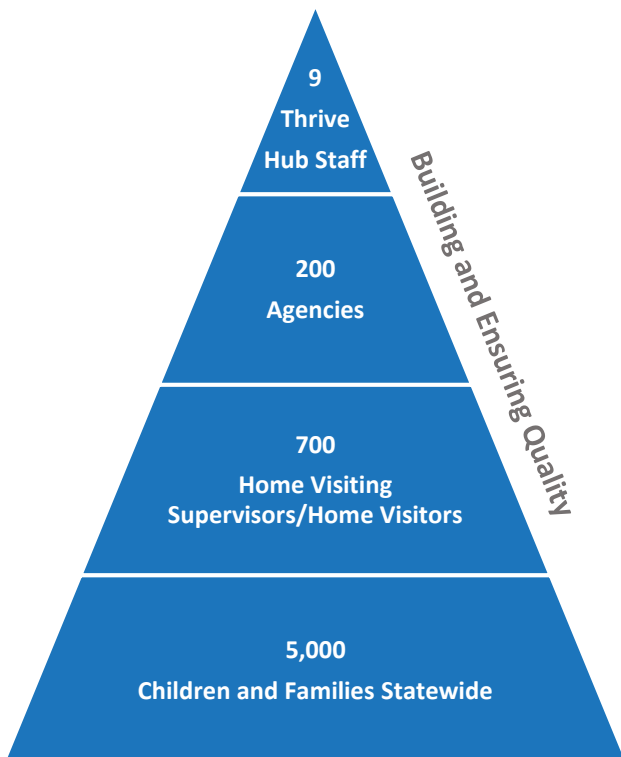 9
Thrive
Hub Staff
200
Agencies
700
Home Visiting
Supervisors/Home Visitors
5,000
Children and Families Statewide
Building and Ensuring Quality